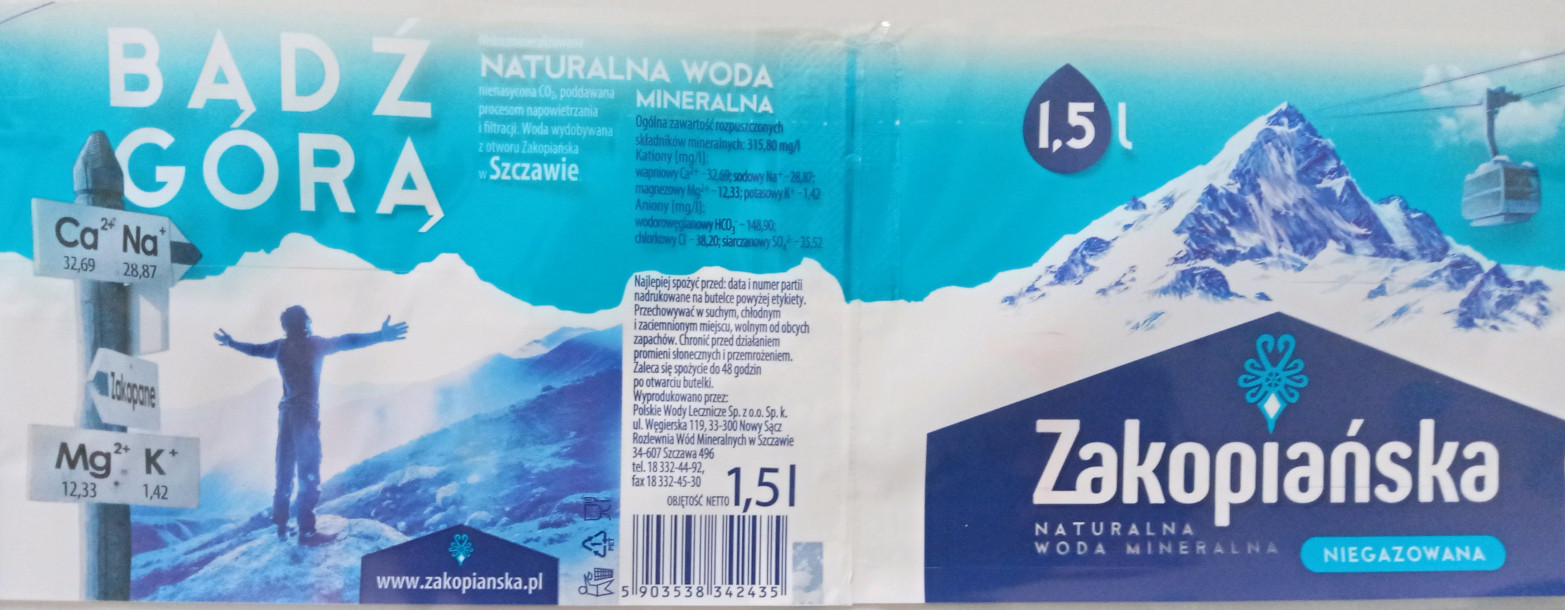 BĄDŹ
GÓRĄ
Ca²⁺ Na⁺
32,69 28,87
Zakopane
Mg²⁺ K⁺
12,33 1,42
www.zakopianska.pl
NATURALNA WODA
MINERALNA
nienasycona CO₂, poddawana
procesom napowietrzania
i filtracji. Woda wydobywana
z otworu Zakopiańska
w Szczawie
Ogólna zawartość rozpuszczonych
składników mineralnych: 315,80 mg/l
Kationy (mg/l):
wapniowy Ca²⁺ – 32,69; sodowy Na⁺ – 28,87;
magnezowy Mg²⁺ – 12,33; potasowy K⁺ – 1,42
Aniony (mg/l):
wodorowęglanowy HCO₃⁻ – 148,90;
chlorkowy Cl⁻ – 38,20; siarczanowy SO₄²⁻ – 35,52
Najlepiej spożyć przed: data i numer partii
nadrukowane na butelce powyżej etykiety.
Przechowywać w suchym, chłodnym
i zaciemnionym miejscu, wolnym od obcych
zapachów. Chronić przed działaniem
promieni słonecznych i przemrożeniem.
Zaleca się spożycie do 48 godzin
po otwarciu butelki.
Wyprodukowano przez:
Polskie Wody Lecznicze Sp. z o.o. Sp. k.
ul. Węgierska 119, 33-300 Nowy Sącz
Rozlewnia Wód Mineralnych w Szczawie
34-607 Szczawa 496
tel. 18 332-44-92,
fax 18 332-45-30
OBJĘTOŚĆ NETTO 1,5 l
PET
5 903538 342435
1,5 l
Zakopiańska
NATURALNA
WODA MINERALNA
NIEGAZOWANA